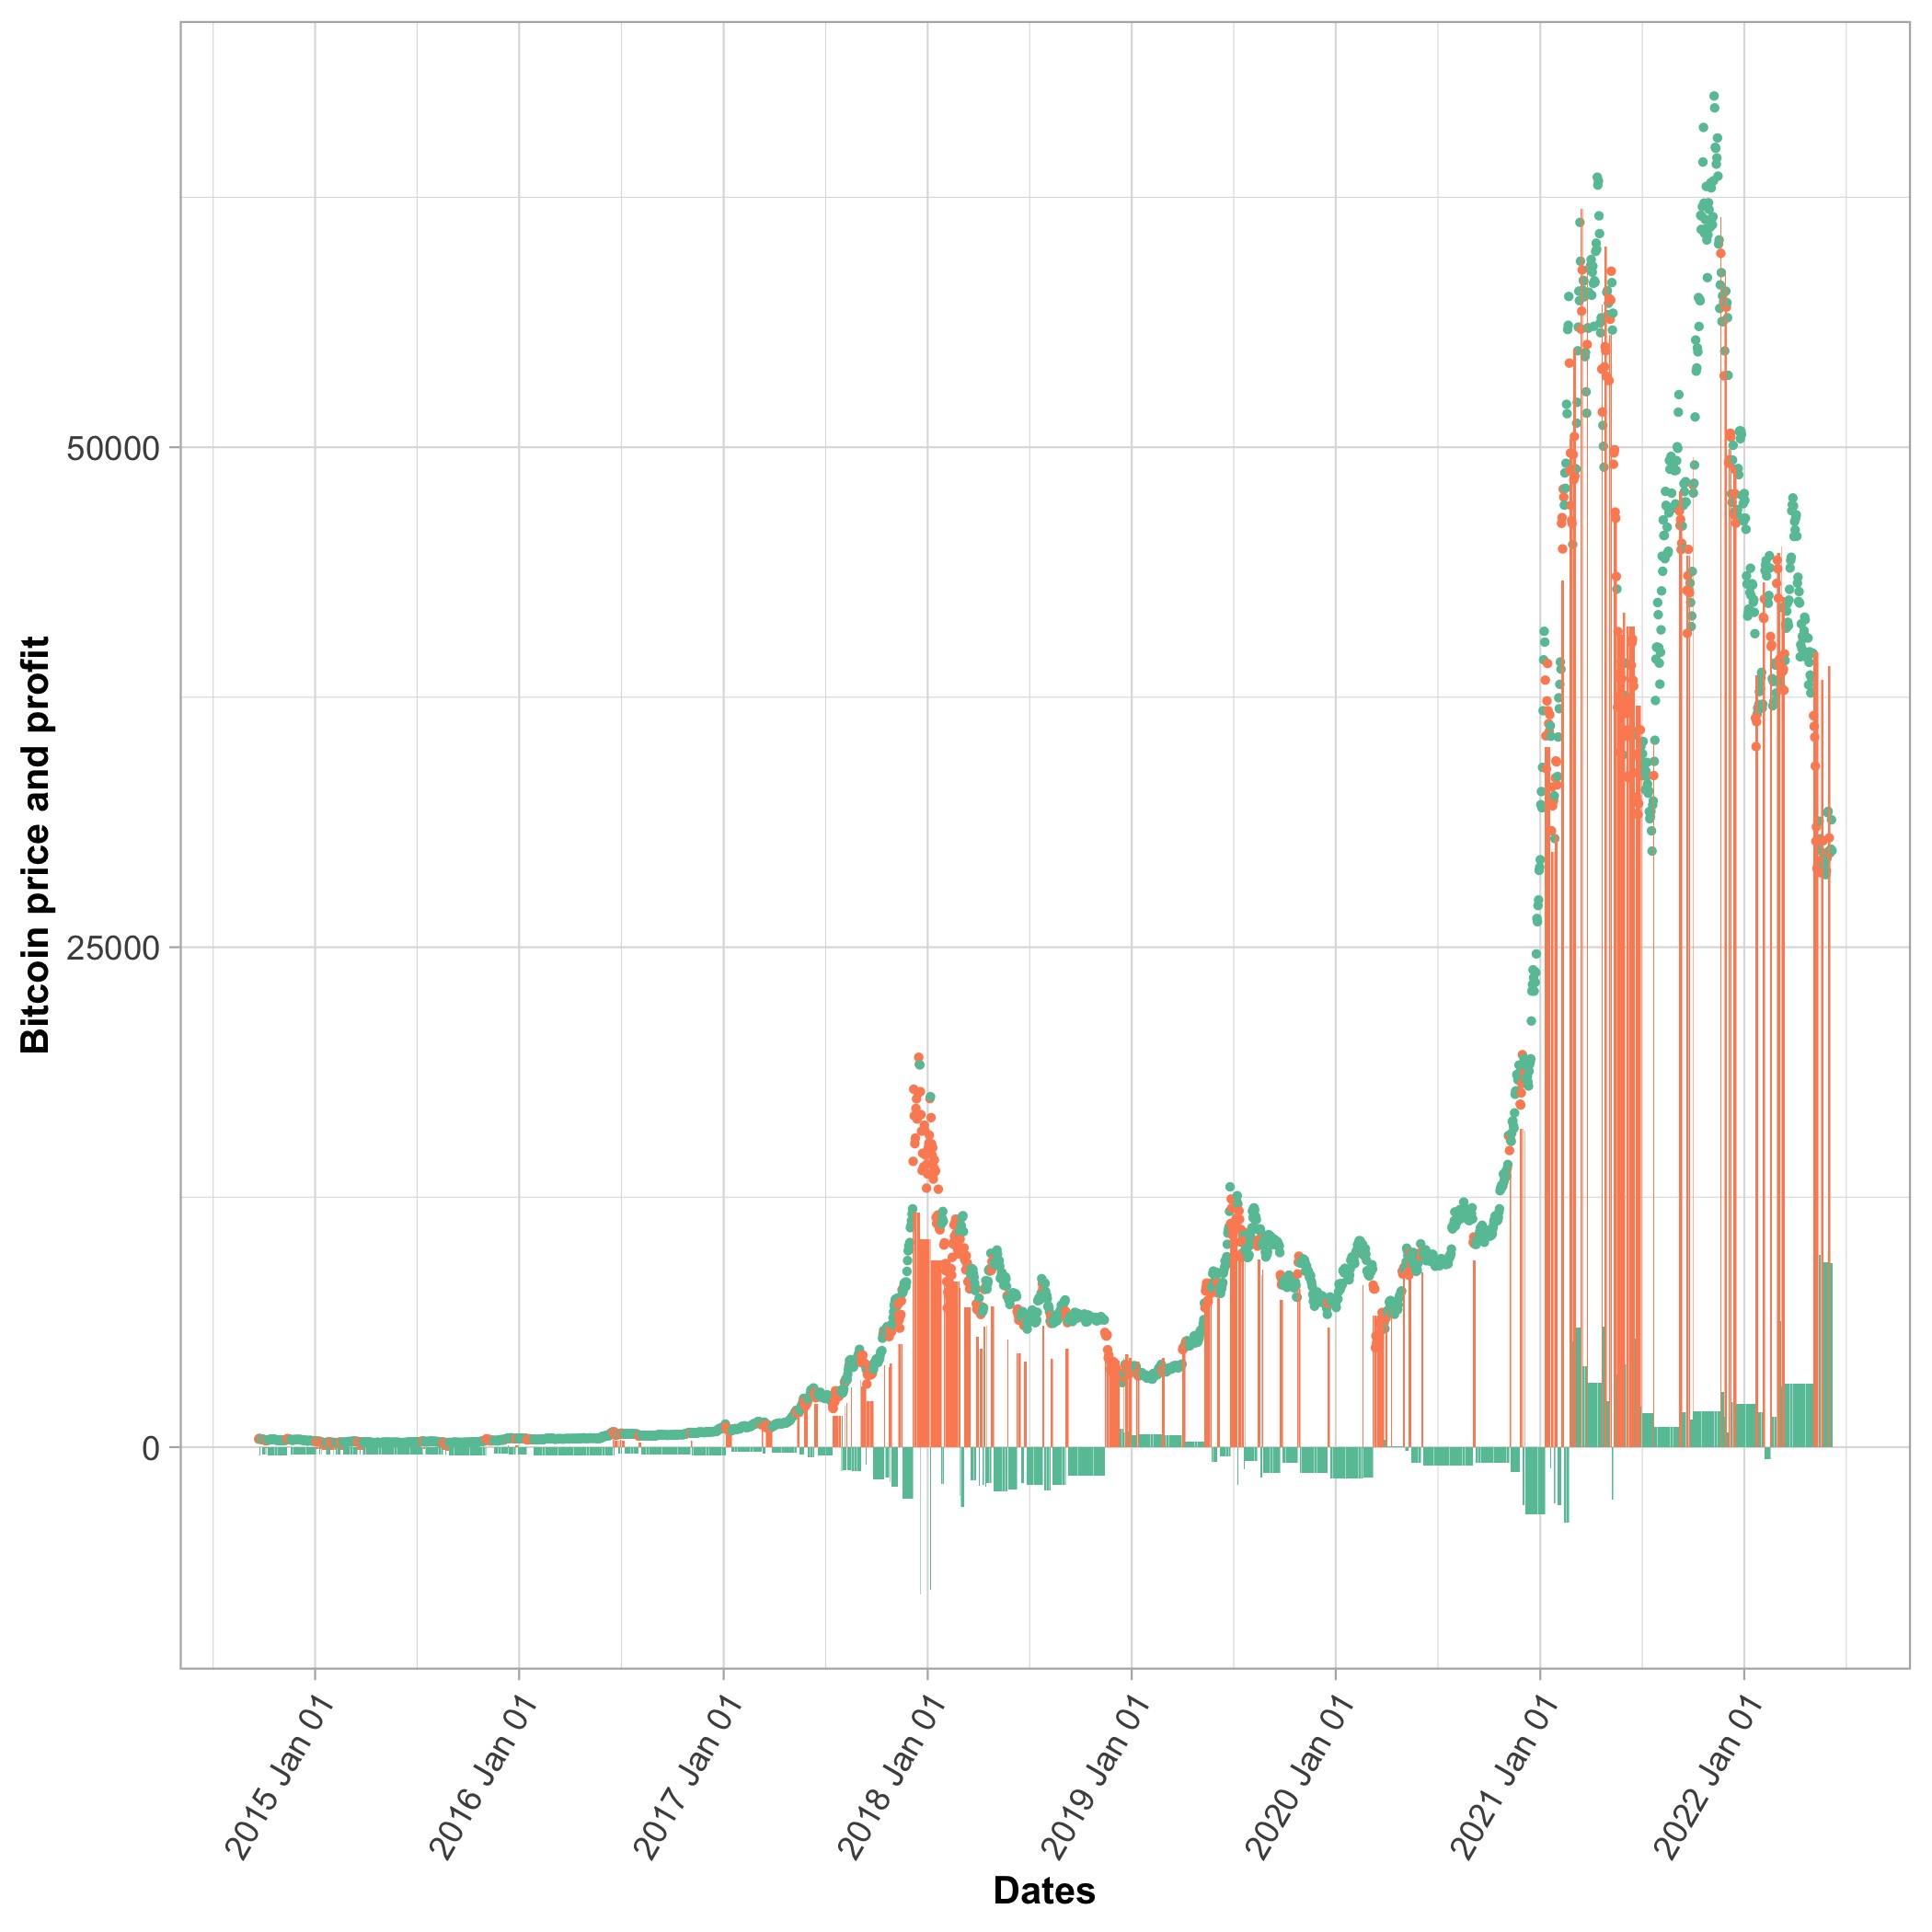 Bitcoin price and profit
50000
25000
0
2015 Jan 01
2016 Jan 01
2017 Jan 01
2018 Jan 01
2019 Jan 01
2020 Jan 01
2021 Jan 01
2022 Jan 01
Dates